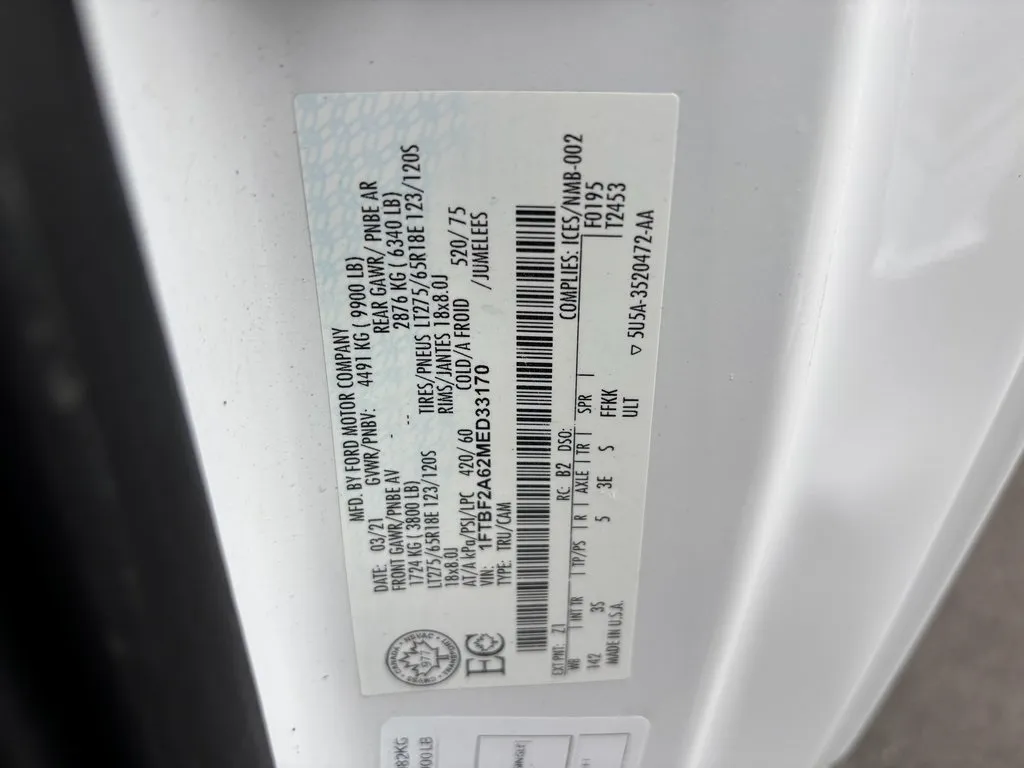 MFD. BY FORD MOTOR COMPANY
DATE: 03/21 GVWR/PNBV: 4491 KG ( 9900 LB)
FRONT GAWR/PNBE AV - REAR GAWR/ PNBE AR
1724 KG ( 3800 LB) -- 2876 KG ( 6340 LB)
LT275/65R18E 123/120S TIRES/PNEUS LT275/65R18E 123/120S
18x8.0J RIMS/JANTES 18x8.0J
AT/A kPa/PSI/LPC 420/ 60 COLD/A FROID 520/ 75
VIN: 1FTBF2A62MED33170 /JUMELEES
TYPE: TRU/CAM
CANADA
977
EC
COMPLIES: ICES/NMB-002
EXT PNT: Z1 RC: B2 DSO: F0195
WB INT TR TP/PS R AXLE TR SPR T2453
142 3S 5 3E S FFKK
MADE IN U.S.A. ULT
▽ 5U5A-3520472-AA